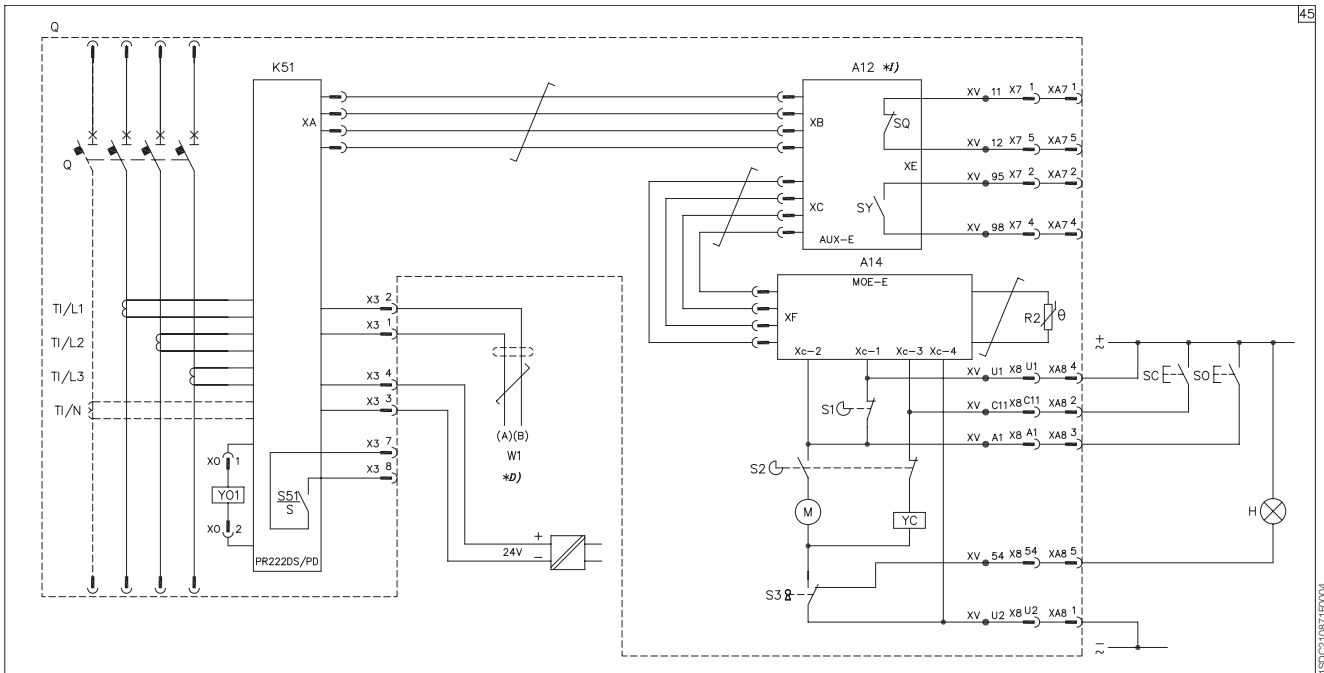 45
Q
K51
A12 *I)
XA
XB
SQ
XV 11 X7 1 XA7 1
XV 12 X7 5 XA7 5
XE
XV 95 X7 2 XA7 2
XC
SY
XV 98 X7 4 XA7 4
AUX-E
Q
A14
MOE-E
TI/L1
X3 2
XF
R2 θ
X3 1
TI/L2
Xc-2 Xc-1 Xc-3 Xc-4
+
~
TI/L3
X3 4
XV U1 X8 U1 XA8 4
SC
SO
TI/N
X3 3
S1
XV C11 X8 C11 XA8 2
(A)(B)
XV A1 X8 A1 XA8 3
W1
*D)
X3 7
X0 1
X3 8
S2
YO1
S51
S
M
YC
H
X0 2
+
24V
−
PR222DS/PD
XV 54 X8 54 XA8 5
S3
XV U2 X8 U2 XA8 1
−
~
1SDC210871F0004